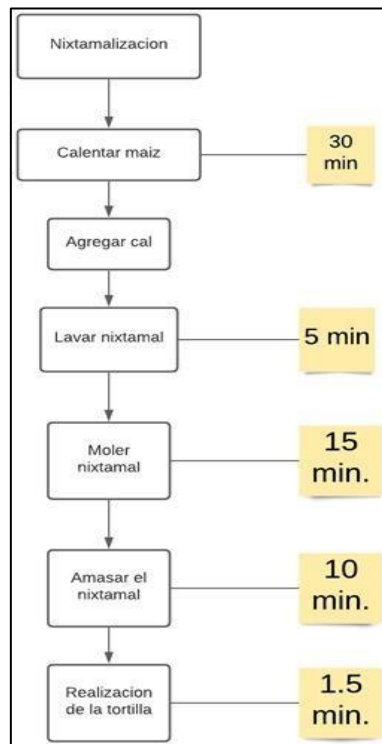 Nixtamalizacion
Calentar maiz
30
min
Agregar cal
Lavar nixtamal
5 min
Moler
nixtamal
15
min.
Amasar el
nixtamal
10
min.
Realizacion
de la tortilla
1.5
min.